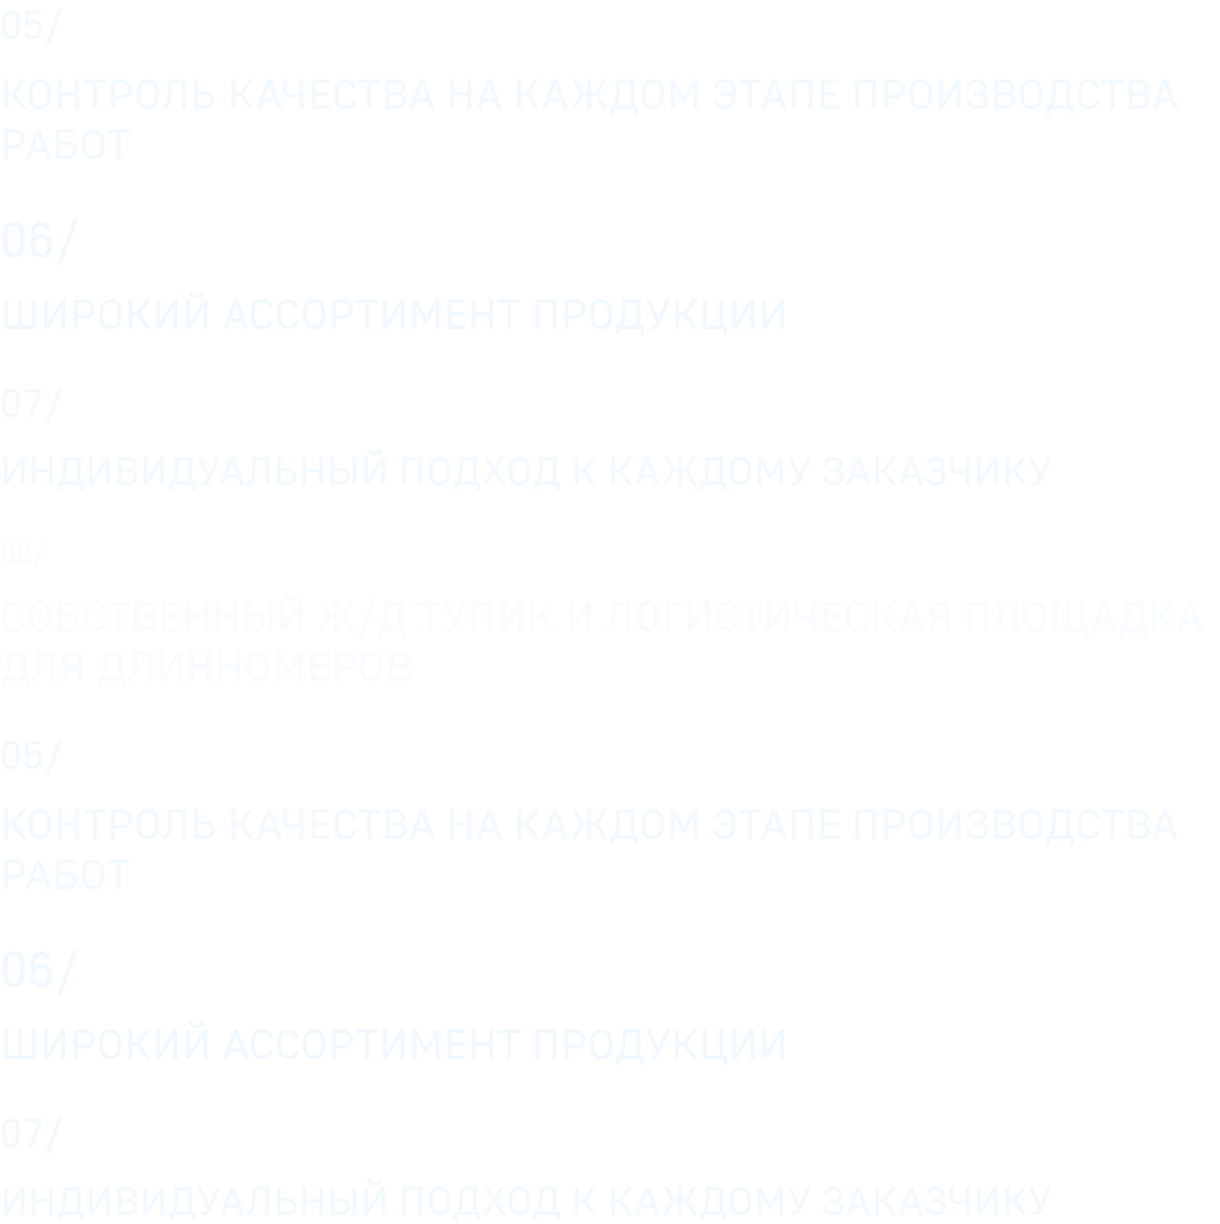 05/
КОНТРОЛЬ КАЧЕСТВА НА КАЖДОМ ЭТАПЕ ПРОИЗВОДСТВА
РАБОТ
06/
ШИРОКИЙ АССОРТИМЕНТ ПРОДУКЦИИ
07/
ИНДИВИДУАЛЬНЫЙ ПОДХОД К КАЖДОМУ ЗАКАЗЧИКУ
08/
СОБСТВЕННЫЙ Ж/Д ТУПИК И ЛОГИСТИЧЕСКАЯ ПЛОЩАДКА
ДЛЯ ДЛИННОМЕРОВ
05/
КОНТРОЛЬ КАЧЕСТВА НА КАЖДОМ ЭТАПЕ ПРОИЗВОДСТВА
РАБОТ
06/
ШИРОКИЙ АССОРТИМЕНТ ПРОДУКЦИИ
07/
ИНДИВИДУАЛЬНЫЙ ПОДХОД К КАЖДОМУ ЗАКАЗЧИКУ